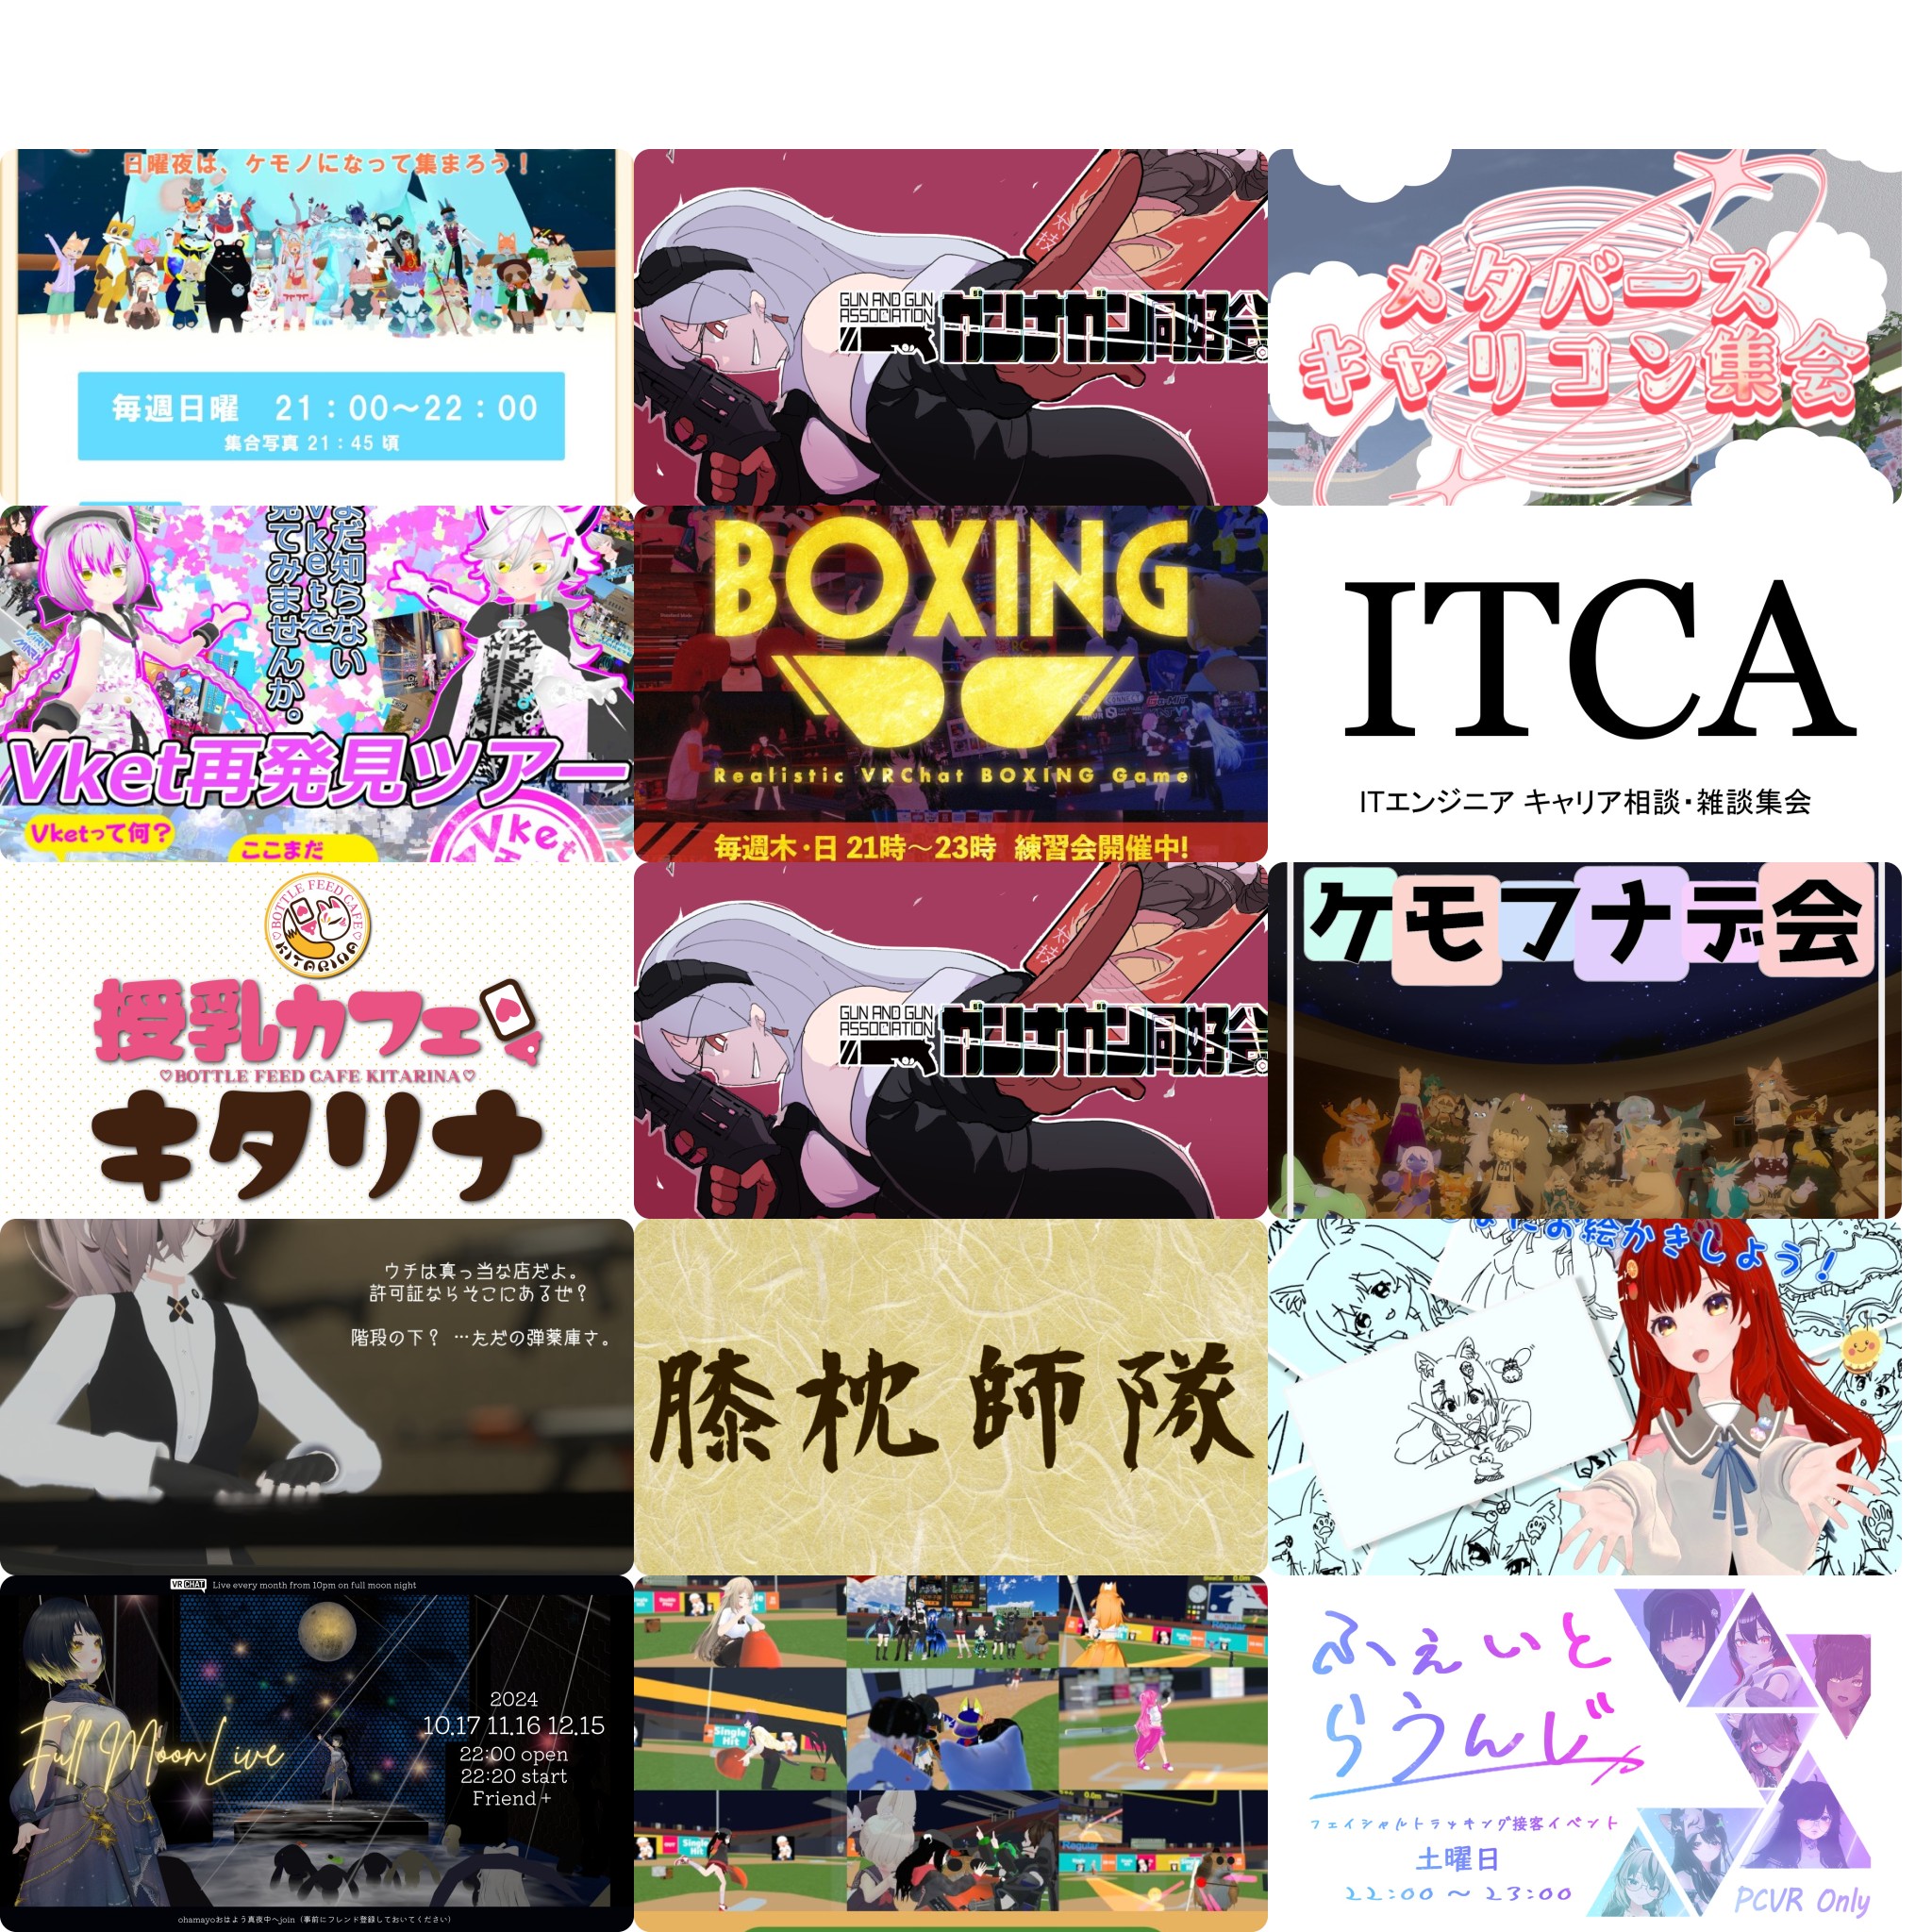 日曜夜は、ケモノになって集まろう！
毎週日曜 21：00〜22：00
集合写真 21：45 頃
GUN AND GUN
ASSOCIATION
ガンナガン同好会
メタバース
キャリコン集会
まだ知らない
Vketを
見てみませんか。
Vket再発見ツアー
Vketって何？
ここまだ
Vket
BOXING
Realistic VRChat BOXING Game
毎週木・日 21時〜23時 練習会開催中!
ITCA
ITエンジニア キャリア相談・雑談集会
BOTTLE FEED CAFE
KITARINA
授乳カフェ
♡BOTTLE FEED CAFE KITARINA♡
キタリナ
GUN AND GUN
ASSOCIATION
ガンナガン同好会
ケモフナデ会
ウチは真っ当な店だよ。
許可証ならそこにあるぜ？
階段の下？ …ただの弾薬庫さ。
膝枕師隊
お絵かきしよう！
VRCHAT Live every month from 10pm on full moon night
Full Moon Live
2024
10.17 11.16 12.15
22:00 open
22:20 start
Friend+
ohamayoおはよう真夜中へjoin（事前にフレンド登録しておいてください）
Single
Hit
Single
Hit
Regular
ふぇいと
らうんじ
フェイシャルトラッキング接客イベント
土曜日
22:00 〜 23:00
PCVR Only